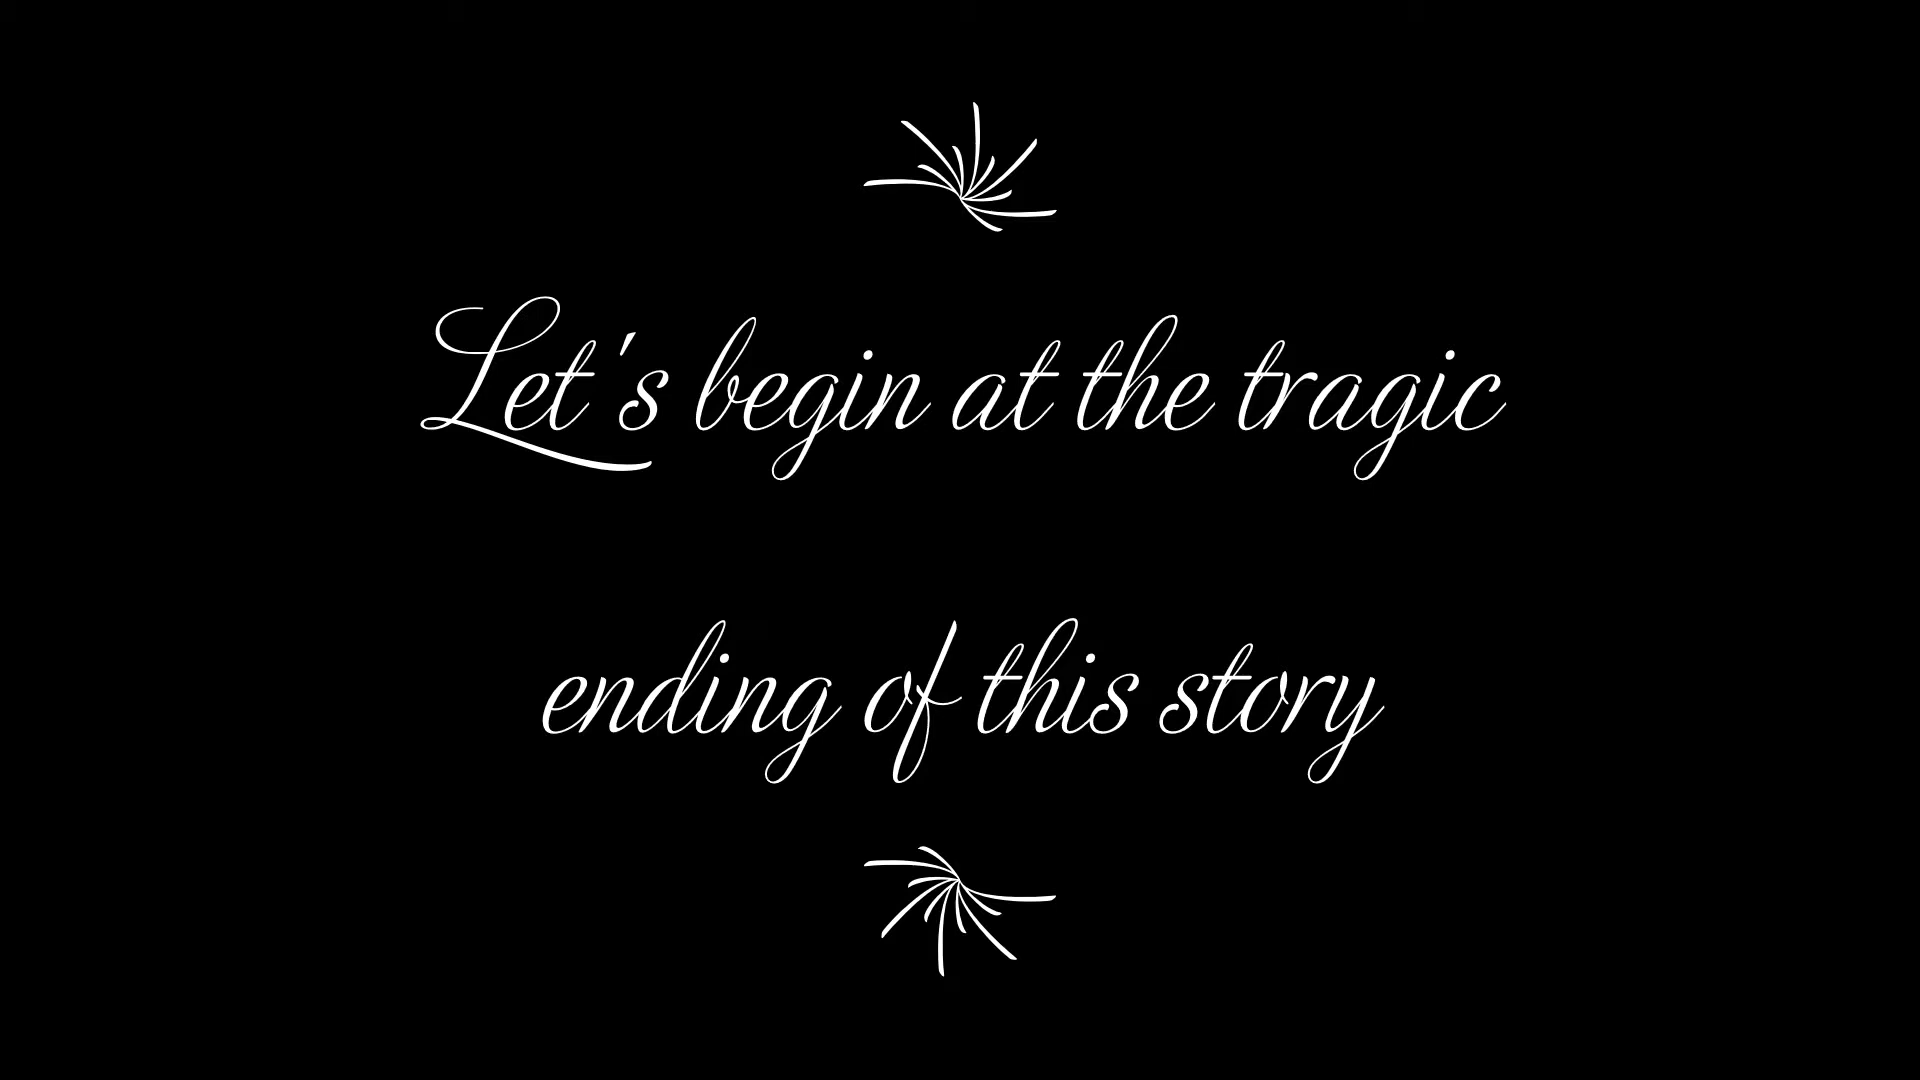 Let's begin at the tragic
ending of this story